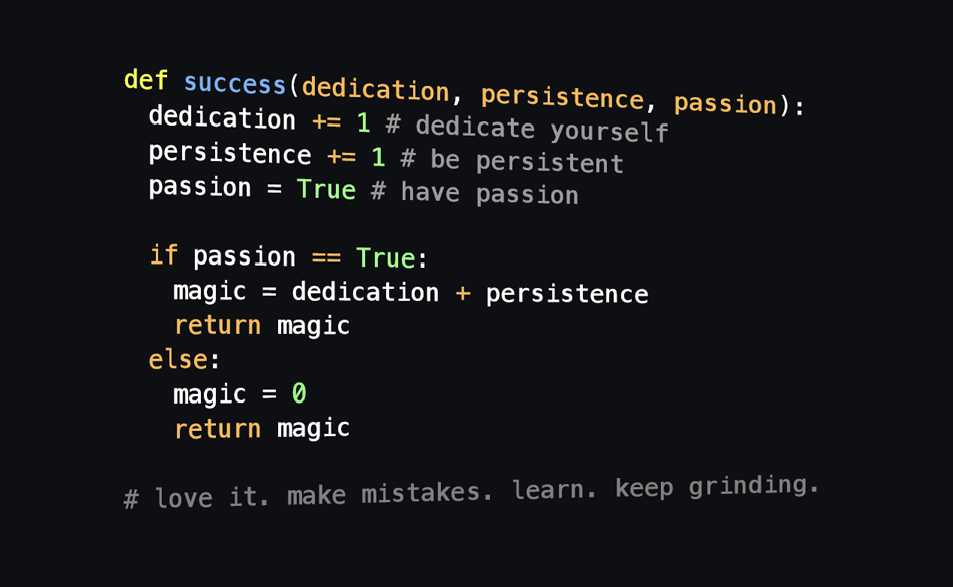 def success(dedication, persistence, passion):
  dedication += 1 # dedicate yourself
  persistence += 1 # be persistent
  passion = True # have passion

  if passion == True:
    magic = dedication + persistence
    return magic
  else:
    magic = 0
    return magic

# love it. make mistakes. learn. keep grinding.